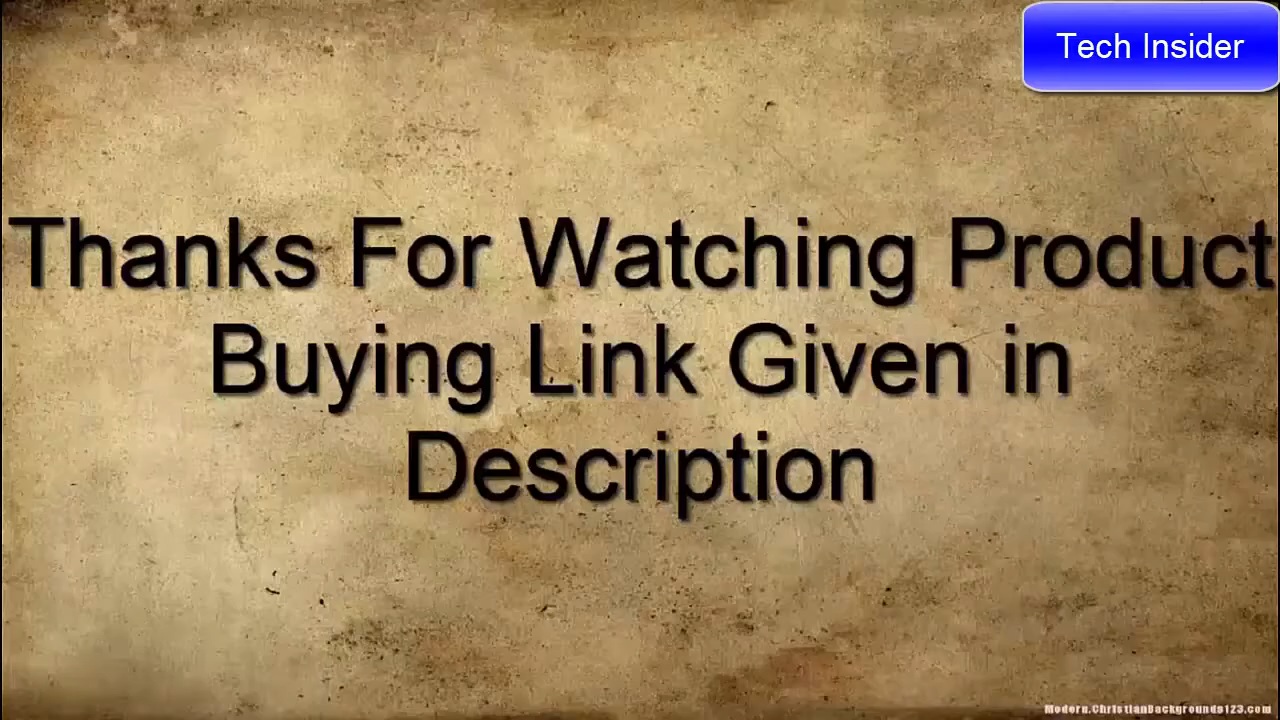 Tech Insider
Thanks For Watching Product
Buying Link Given in
Description
Modern.ChristianBackgrounds123.com